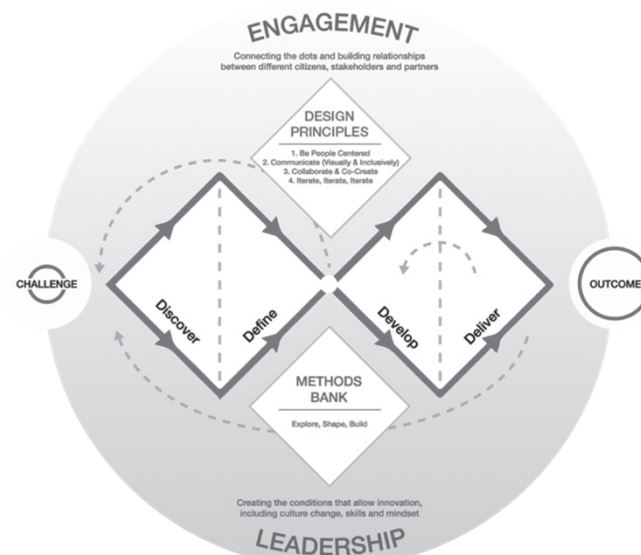 ENGAGEMENT
Connecting the dots and building relationships
between different citizens, stakeholders and partners
DESIGN
PRINCIPLES
1. Be People Centered
2. Communicate (Visually & Inclusively)
3. Collaborate & Co-Create
4. Iterate, Iterate, Iterate
CHALLENGE
OUTCOME
Discover
Define
Develop
Deliver
METHODS
BANK
Explore, Shape, Build
Creating the conditions that allow innovation,
including culture change, skills and mindset
LEADERSHIP